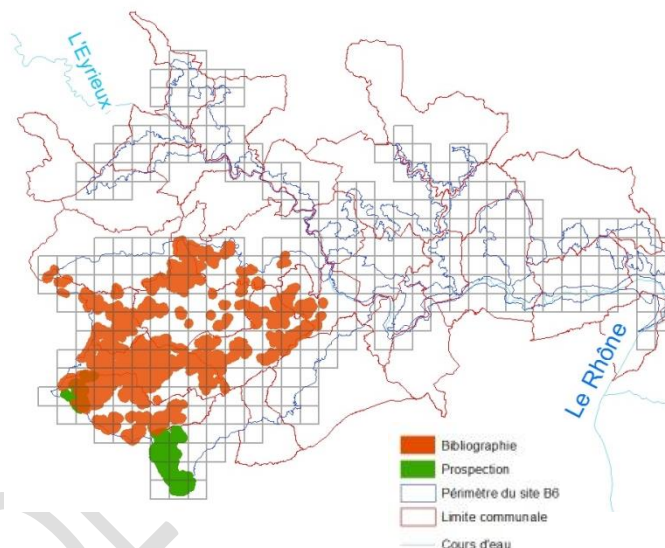 L'Eyrieux
Le Rhône
Bibliographie
Prospection
Périmètre du site B6
Limite communale
Cours d'eau